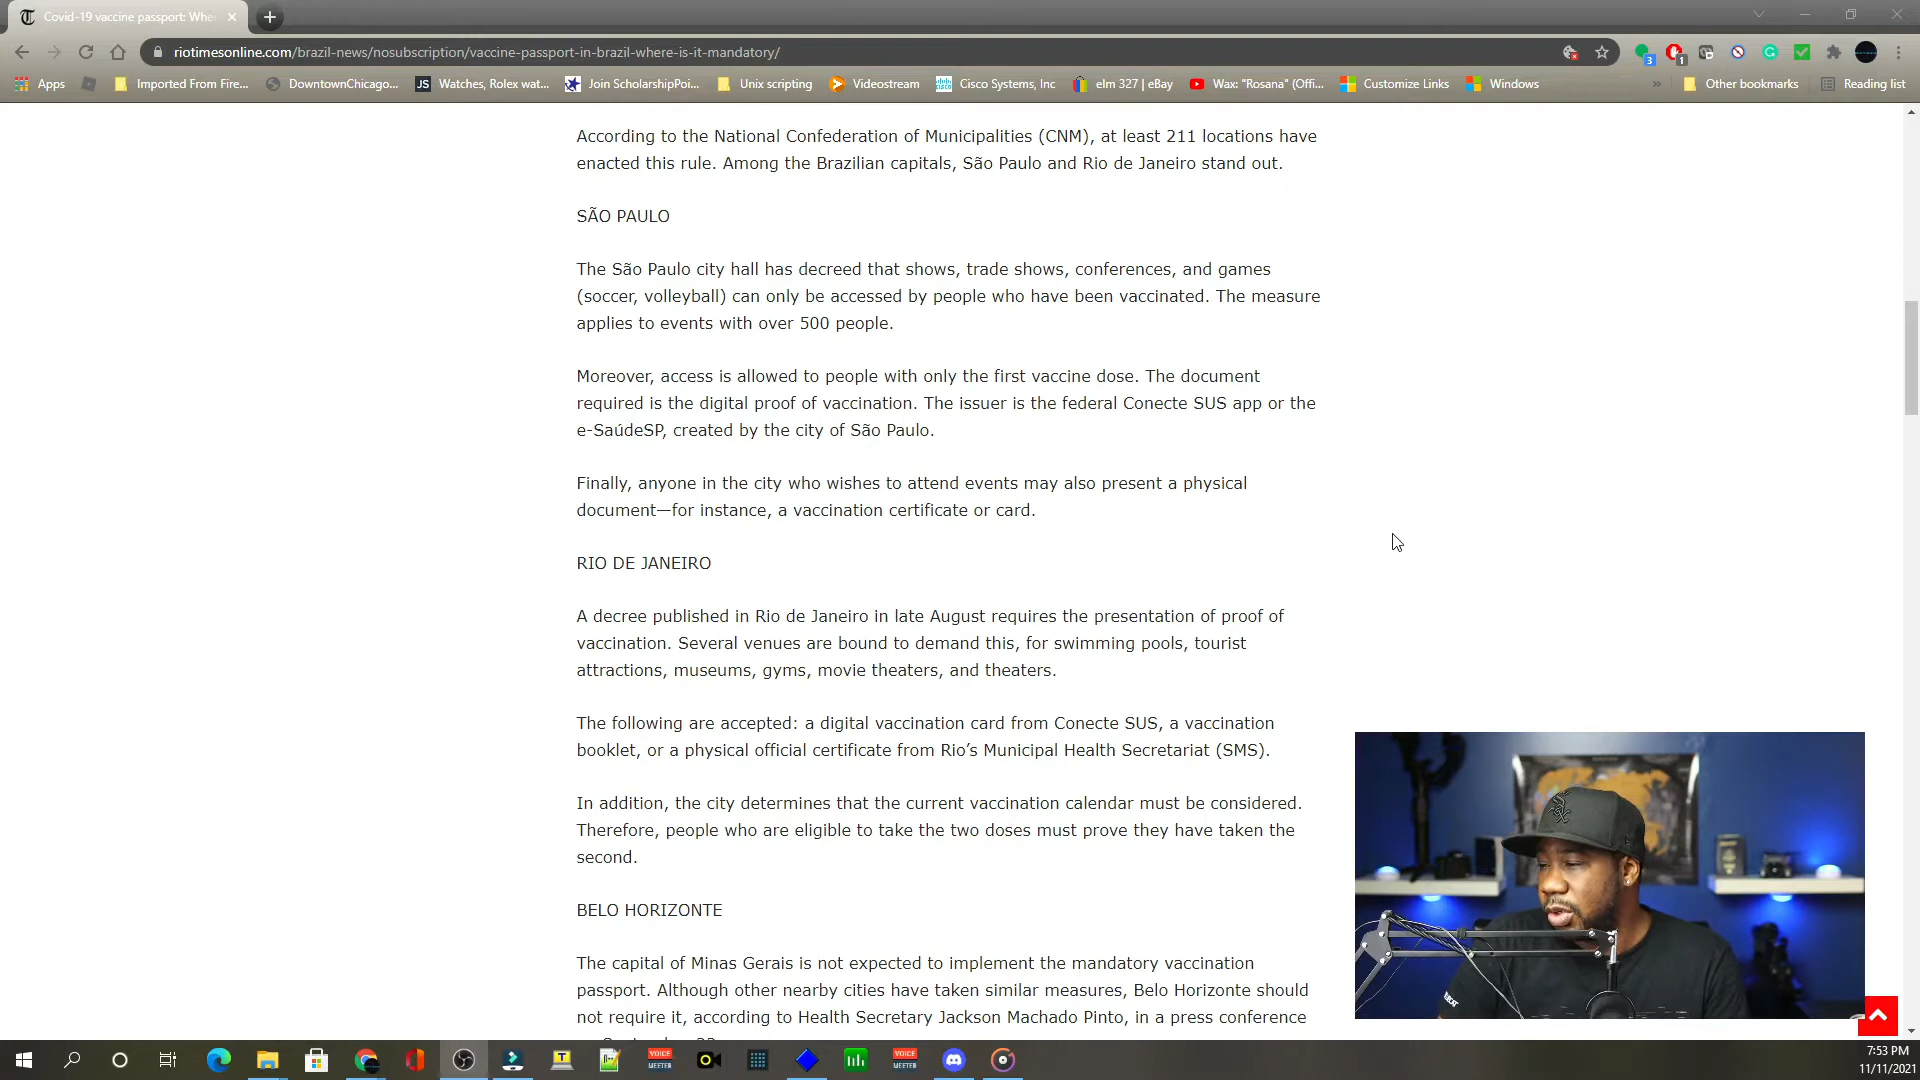 Covid-19 vaccine passport: Whe
riotimesonline.com/brazil-news/nosubscription/vaccine-passport-in-brazil-where-is-it-mandatory/
3
1
Apps
Imported From Fire...
DowntownChicago...
JS Watches, Rolex wat...
Join ScholarshipPoi...
Unix scripting
Videostream
Cisco Systems, Inc
elm 327 | eBay
Wax: "Rosana" (Offi...
Customize Links
Windows
»
Other bookmarks
Reading list
According to the National Confederation of Municipalities (CNM), at least 211 locations have
enacted this rule. Among the Brazilian capitals, São Paulo and Rio de Janeiro stand out.
SÃO PAULO
The São Paulo city hall has decreed that shows, trade shows, conferences, and games
(soccer, volleyball) can only be accessed by people who have been vaccinated. The measure
applies to events with over 500 people.
Moreover, access is allowed to people with only the first vaccine dose. The document
required is the digital proof of vaccination. The issuer is the federal Conecte SUS app or the
e-SaúdeSP, created by the city of São Paulo.
Finally, anyone in the city who wishes to attend events may also present a physical
document—for instance, a vaccination certificate or card.
RIO DE JANEIRO
A decree published in Rio de Janeiro in late August requires the presentation of proof of
vaccination. Several venues are bound to demand this, for swimming pools, tourist
attractions, museums, gyms, movie theaters, and theaters.
The following are accepted: a digital vaccination card from Conecte SUS, a vaccination
booklet, or a physical official certificate from Rio’s Municipal Health Secretariat (SMS).
In addition, the city determines that the current vaccination calendar must be considered.
Therefore, people who are eligible to take the two doses must prove they have taken the
second.
BELO HORIZONTE
The capital of Minas Gerais is not expected to implement the mandatory vaccination
passport. Although other nearby cities have taken similar measures, Belo Horizonte should
not require it, according to Health Secretary Jackson Machado Pinto, in a press conference
VOICE
MEETER
VOICE
MEETER
7:53 PM
11/11/2021